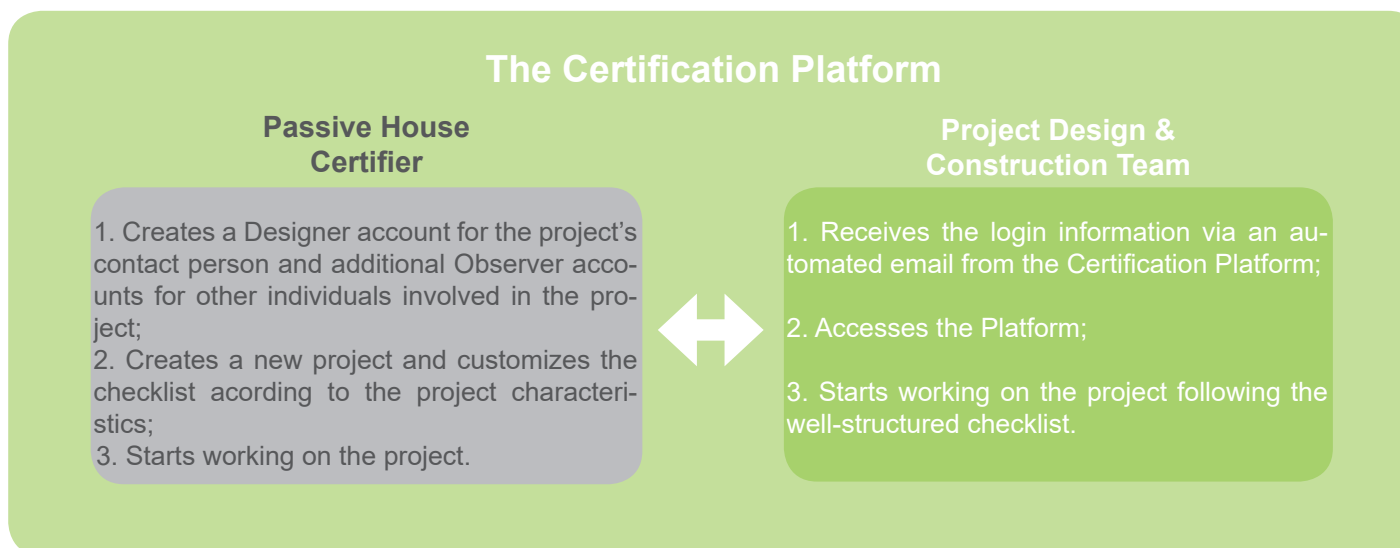 The Certification Platform
Passive House
Certifier
1. Creates a Designer account for the project's
contact person and additional Observer acco-
unts for other individuals involved in the pro-
ject;
2. Creates a new project and customizes the
checklist acording to the project characteri-
stics;
3. Starts working on the project.
Project Design &
Construction Team
1. Receives the login information via an au-
tomated email from the Certification Platform;
2. Accesses the Platform;
3. Starts working on the project following the
well-structured checklist.